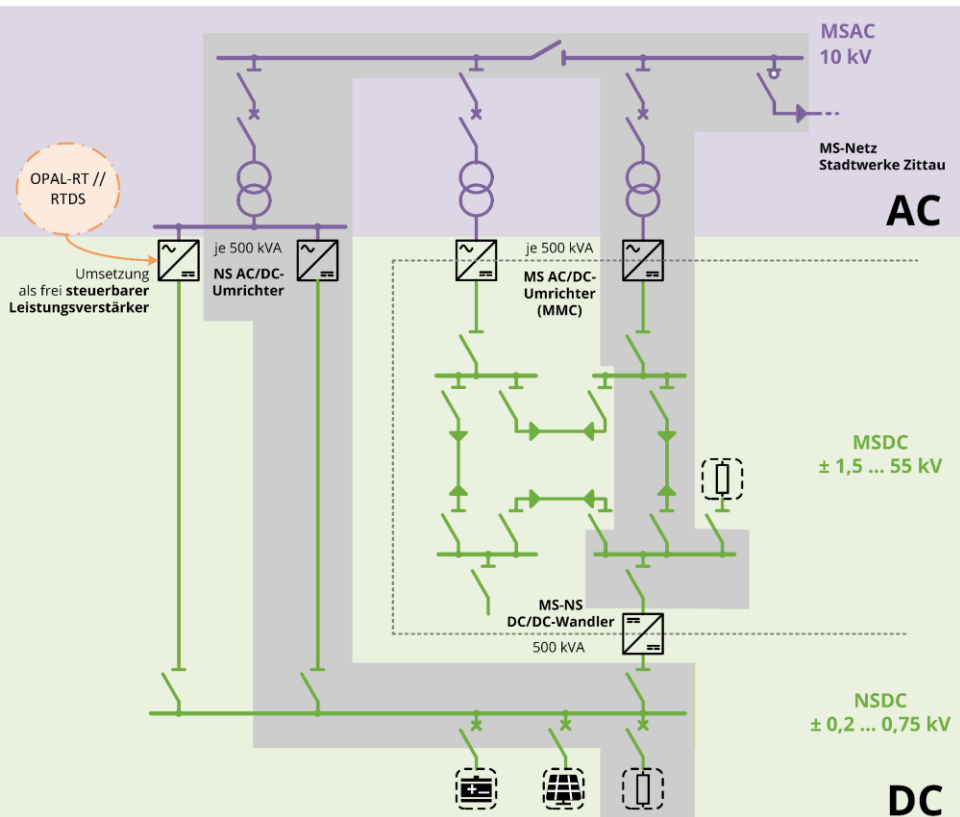 MSAC
10 kV
MS-Netz
Stadtwerke Zittau
AC
OPAL-RT //
RTDS
Umsetzung
als frei steuerbarer
Leistungsverstärker
je 500 kVA
NS AC/DC-
Umrichter
je 500 kVA
MS AC/DC-
Umrichter
(MMC)
MSDC
± 1,5 ... 55 kV
MS-NS
DC/DC-Wandler
500 kVA
NSDC
± 0,2 ... 0,75 kV
DC